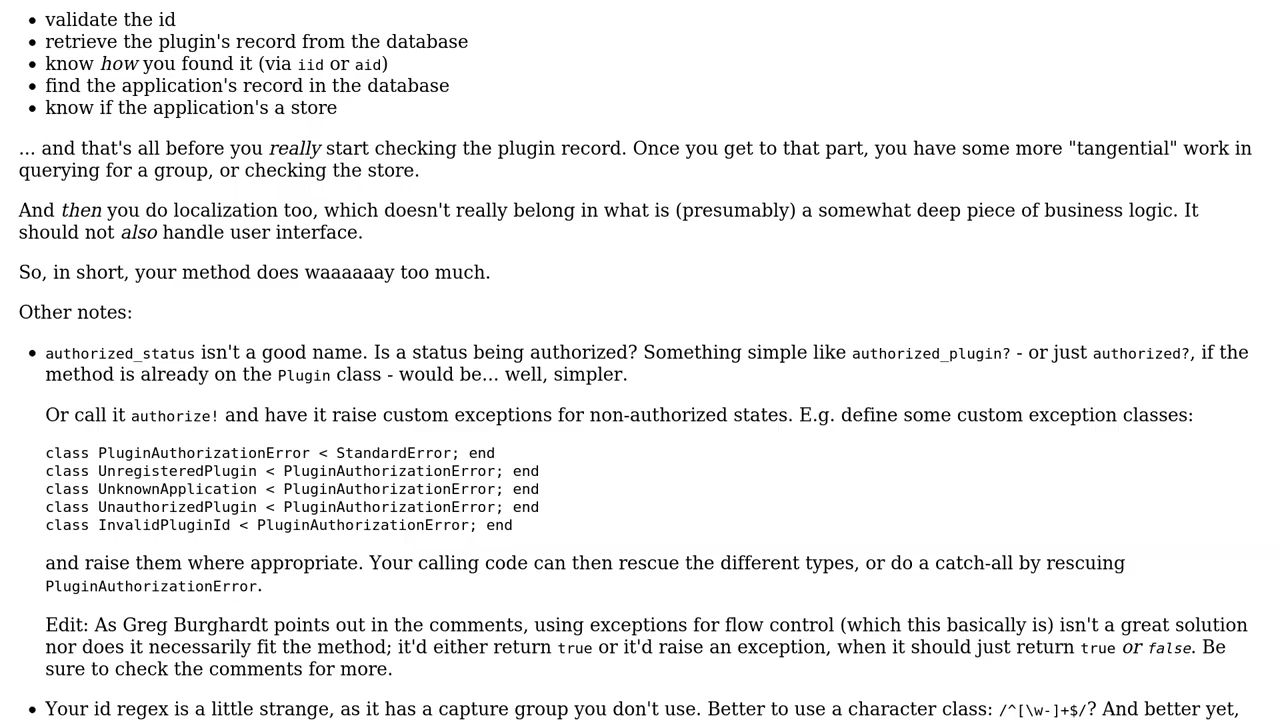 • validate the id
• retrieve the plugin's record from the database
• know how you found it (via iid or aid)
• find the application's record in the database
• know if the application's a store
... and that's all before you really start checking the plugin record. Once you get to that part, you have some more "tangential" work in
querying for a group, or checking the store.
And then you do localization too, which doesn't really belong in what is (presumably) a somewhat deep piece of business logic. It
should not also handle user interface.
So, in short, your method does waaaaaay too much.
Other notes:
• authorized_status isn't a good name. Is a status being authorized? Something simple like authorized_plugin? - or just authorized?, if the
method is already on the Plugin class - would be... well, simpler.
Or call it authorize! and have it raise custom exceptions for non-authorized states. E.g. define some custom exception classes:
class PluginAuthorizationError < StandardError; end
class UnregisteredPlugin < PluginAuthorizationError; end
class UnknownApplication < PluginAuthorizationError; end
class UnauthorizedPlugin < PluginAuthorizationError; end
class InvalidPluginId < PluginAuthorizationError; end
and raise them where appropriate. Your calling code can then rescue the different types, or do a catch-all by rescuing
PluginAuthorizationError.
Edit: As Greg Burghardt points out in the comments, using exceptions for flow control (which this basically is) isn't a great solution
nor does it necessarily fit the method; it'd either return true or it'd raise an exception, when it should just return true or false. Be
sure to check the comments for more.
• Your id regex is a little strange, as it has a capture group you don't use. Better to use a character class: /^[\w-]+$/? And better yet,